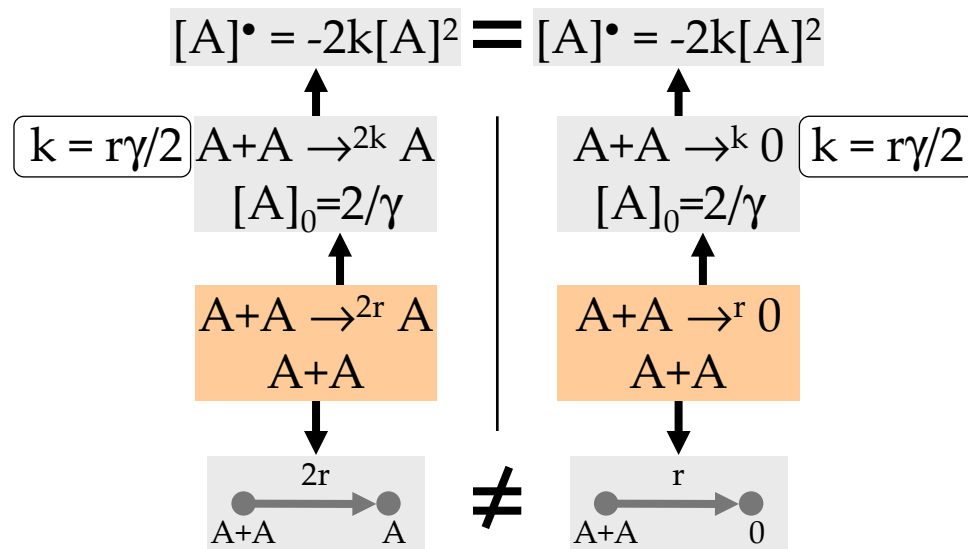 [A]• = -2k[A]² = [A]• = -2k[A]²
k = rγ/2
A+A →²ᵏ A
[A]₀=2/γ
A+A →ᵏ 0
[A]₀=2/γ
k = rγ/2
A+A →²ʳ A
A+A
A+A →ʳ 0
A+A
2r
A+A A
≠
r
A+A 0